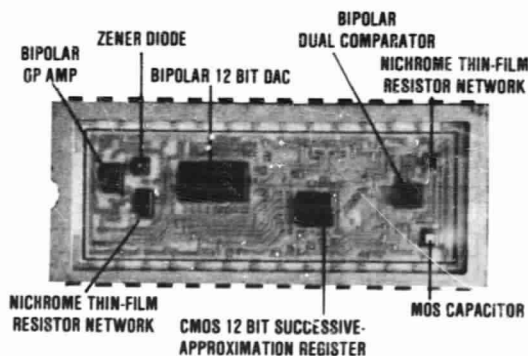 BIPOLAR
OP AMP
ZENER DIODE
BIPOLAR 12 BIT DAC
BIPOLAR
DUAL COMPARATOR
NICHROME THIN-FILM
RESISTOR NETWORK
NICHROME THIN-FILM
RESISTOR NETWORK
CMOS 12 BIT SUCCESSIVE-
APPROXIMATION REGISTER
MOS CAPACITOR